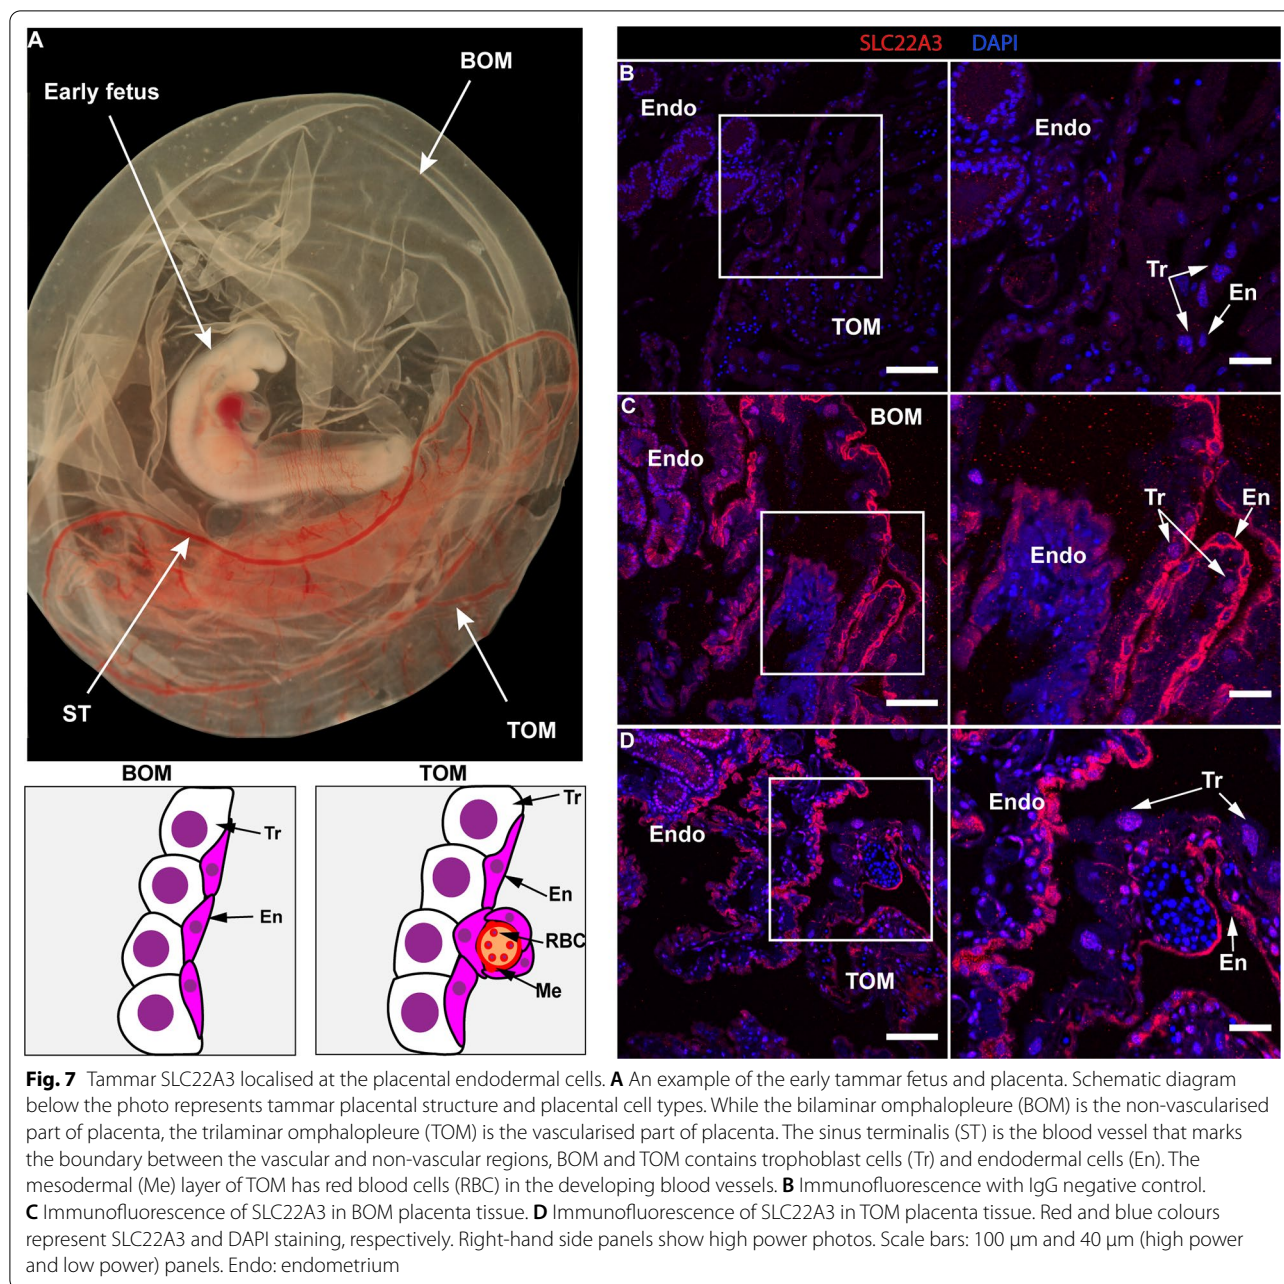 A
BOM
Early fetus
ST
TOM
BOM
Tr
En
TOM
Tr
En
RBC
Me
SLC22A3 DAPI
B
Endo
TOM
Endo
Tr
En
C
BOM
Endo
Tr
En
Endo
D
Endo
TOM
Endo
Tr
En
Fig. 7 Tammar SLC22A3 localised at the placental endodermal cells. A An example of the early tammar fetus and placenta. Schematic diagram
below the photo represents tammar placental structure and placental cell types. While the bilaminar omphalopleure (BOM) is the non-vascularised
part of placenta, the trilaminar omphalopleure (TOM) is the vascularised part of placenta. The sinus terminalis (ST) is the blood vessel that marks
the boundary between the vascular and non-vascular regions, BOM and TOM contains trophoblast cells (Tr) and endodermal cells (En). The
mesodermal (Me) layer of TOM has red blood cells (RBC) in the developing blood vessels. B Immunofluorescence with IgG negative control.
C Immunofluorescence of SLC22A3 in BOM placenta tissue. D Immunofluorescence of SLC22A3 in TOM placenta tissue. Red and blue colours
represent SLC22A3 and DAPI staining, respectively. Right-hand side panels show high power photos. Scale bars: 100 µm and 40 µm (high power
and low power) panels. Endo: endometrium